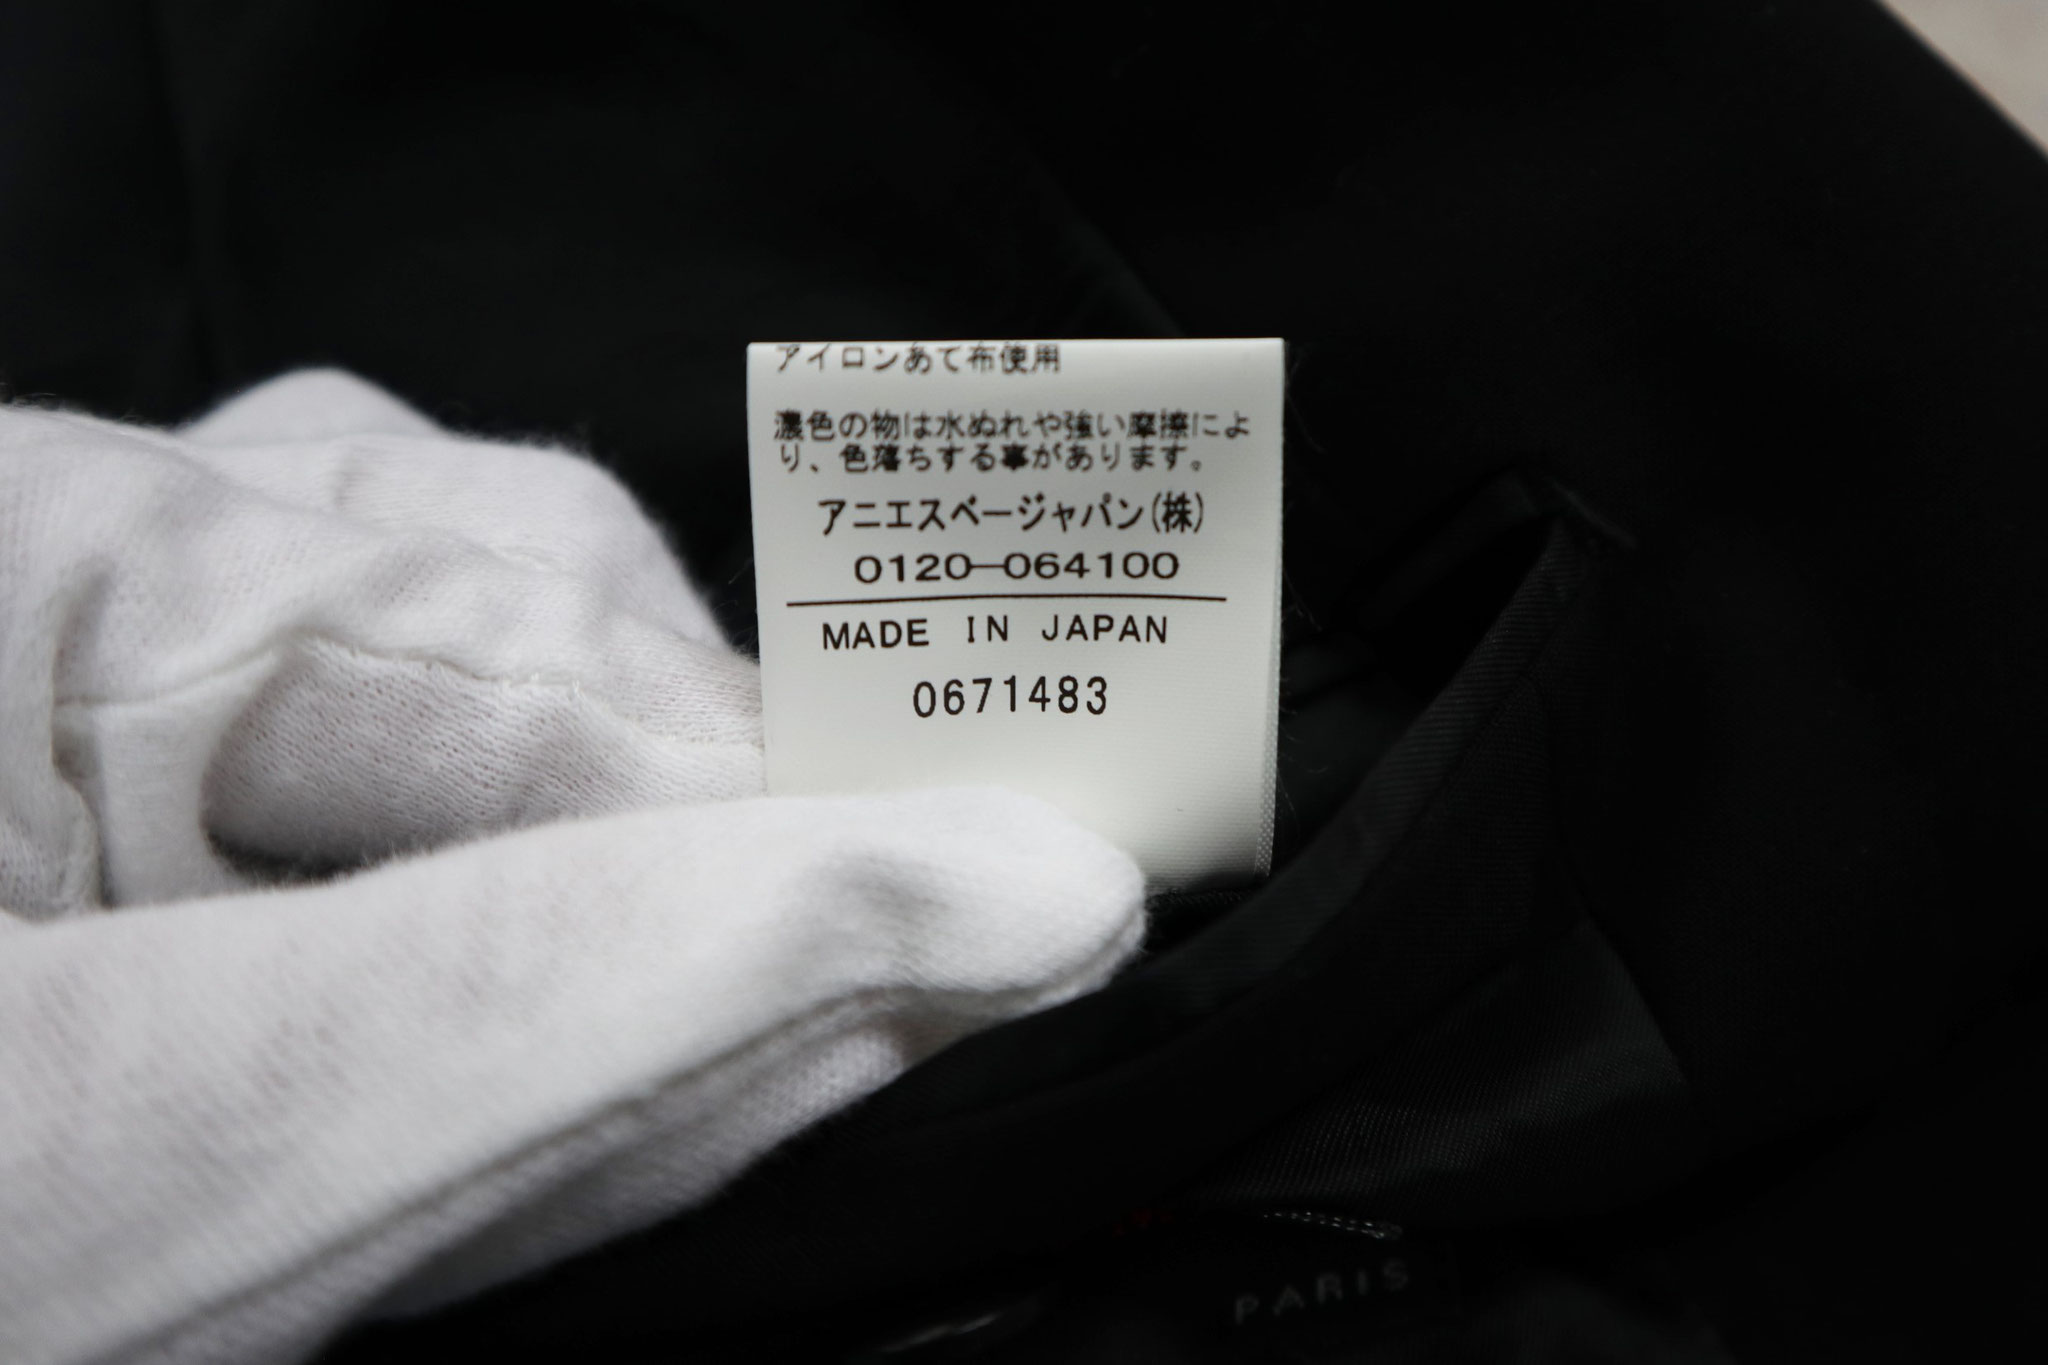 アイロンあて布使用
濃色の物は水ぬれや強い摩擦によ
り、色落ちする事があります。
アニエスベージャパン(株)
0120-064100
MADE IN JAPAN
0671483
PARIS